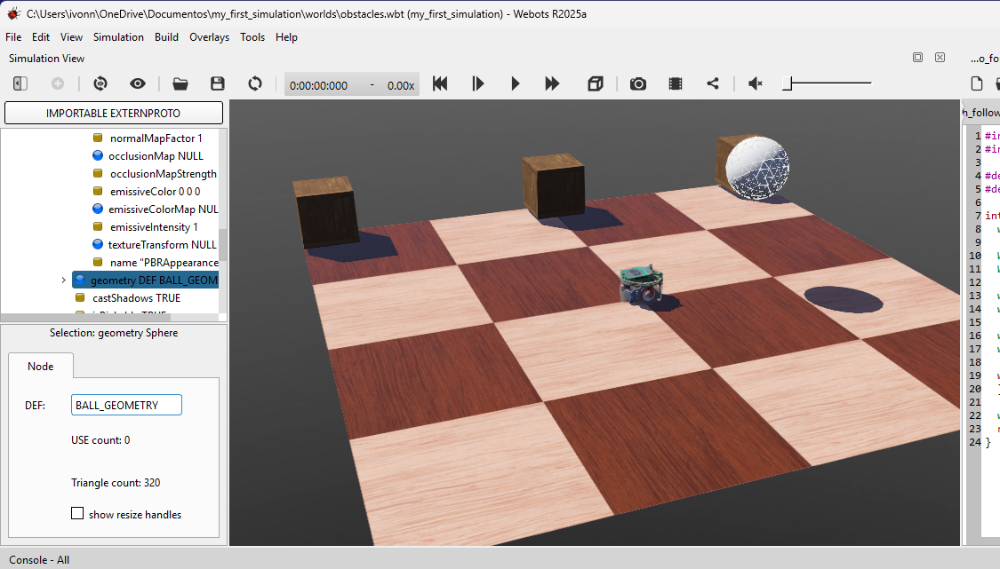 C:\Users\ivonn\OneDrive\Documentos\my_first_simulation\worlds\obstacles.wbt (my_first_simulation) - Webots R2025a
File Edit View Simulation Build Overlays Tools Help
Simulation View
...o_fo
0:00:00:000 - 0.00x
IMPORTABLE EXTERNPROTO
h_follow
normalMapFactor 1
occlusionMap NULL
occlusionMapStrength
emissiveColor 0 0 0
emissiveColorMap NUL
emissiveIntensity 1
textureTransform NULL
name "PBRAppearance
geometry DEF BALL_GEOM
castShadows TRUE
Selection: geometry Sphere
Node
DEF: BALL_GEOMETRY
USE count: 0
Triangle count: 320
show resize handles
1 #in
2 #in
3
4 #de
5 #de
6
7 int
8
9
10
11
12
13
14
15
16
17
18
19
20
21
22
23
24 }
Console - All